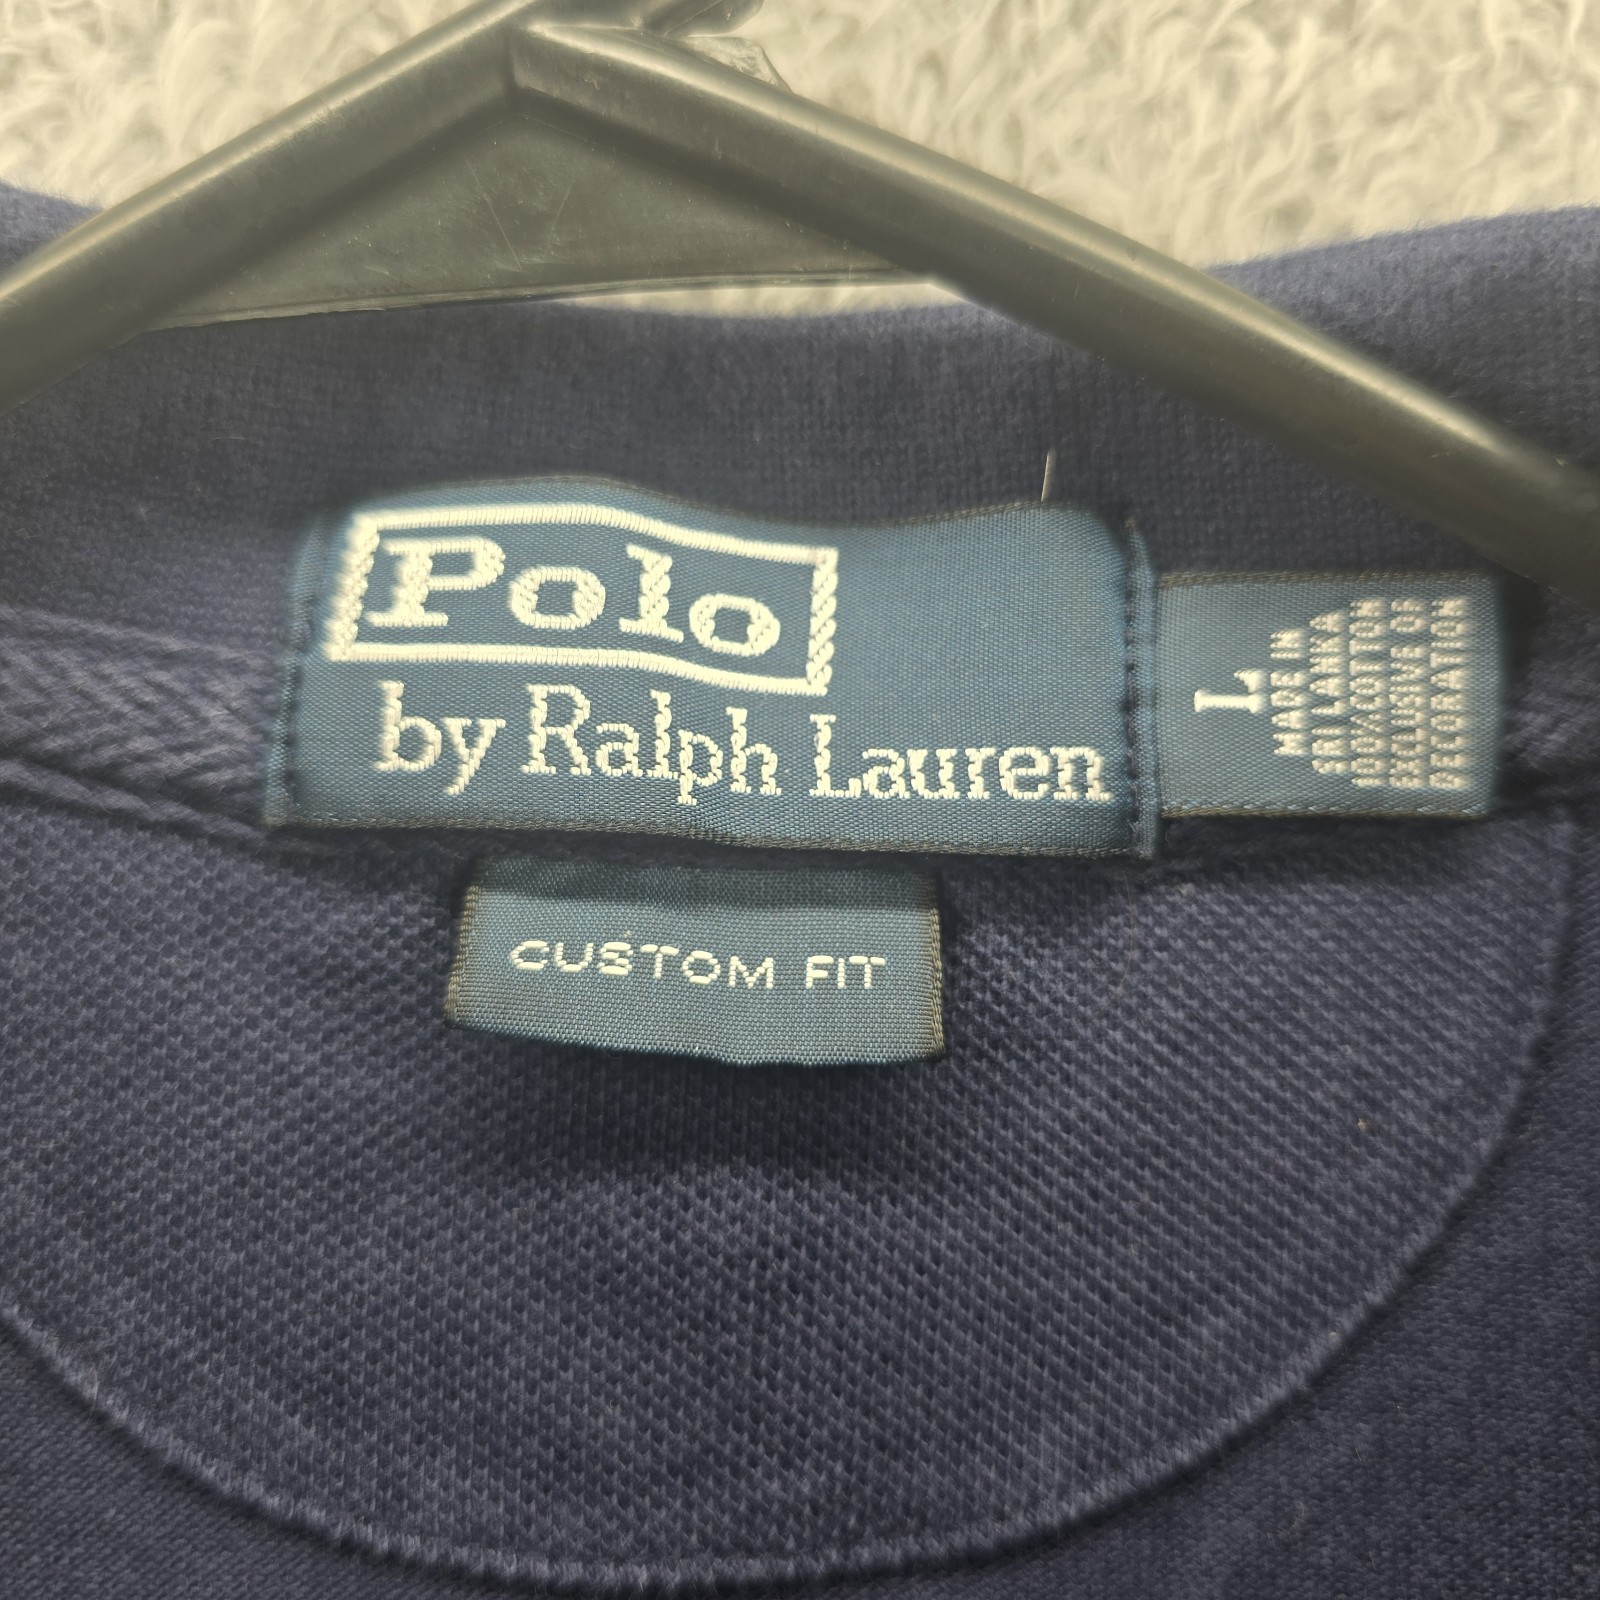 Polo
by Ralph Lauren
L
MADE IN
SRI LANKA
100% COTTON
EXCLUSIVE OF
DECORATION
CUSTOM FIT